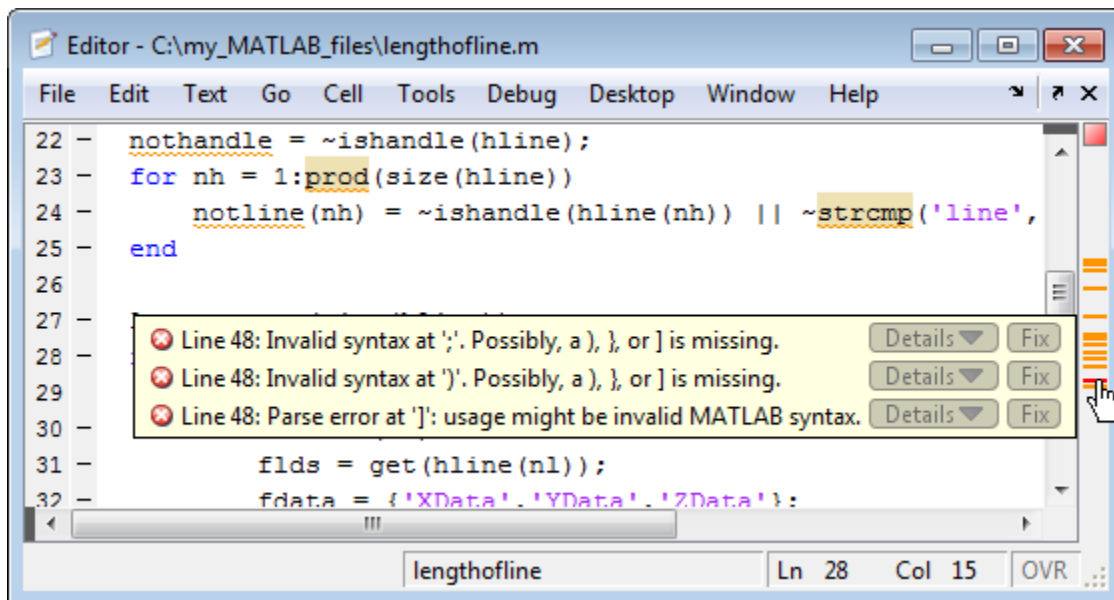 Editor - C:\my_MATLAB_files\lengthofline.m
File Edit Text Go Cell Tools Debug Desktop Window Help
22 – nothandle = ~ishandle(hline);
23 – for nh = 1:prod(size(hline))
24 – notline(nh) = ~ishandle(hline(nh)) || ~strcmp('line',
25 – end
26
27 –
Line 48: Invalid syntax at ';'. Possibly, a ), }, or ] is missing. Details Fix
28 –
Line 48: Invalid syntax at ')'. Possibly, a ), }, or ] is missing. Details Fix
29
Line 48: Parse error at ']': usage might be invalid MATLAB syntax. Details Fix
30 –
31 – flds = get(hline(nl));
32 – fdata = {'XData','YData','ZData'};
lengthofline Ln 28 Col 15 OVR